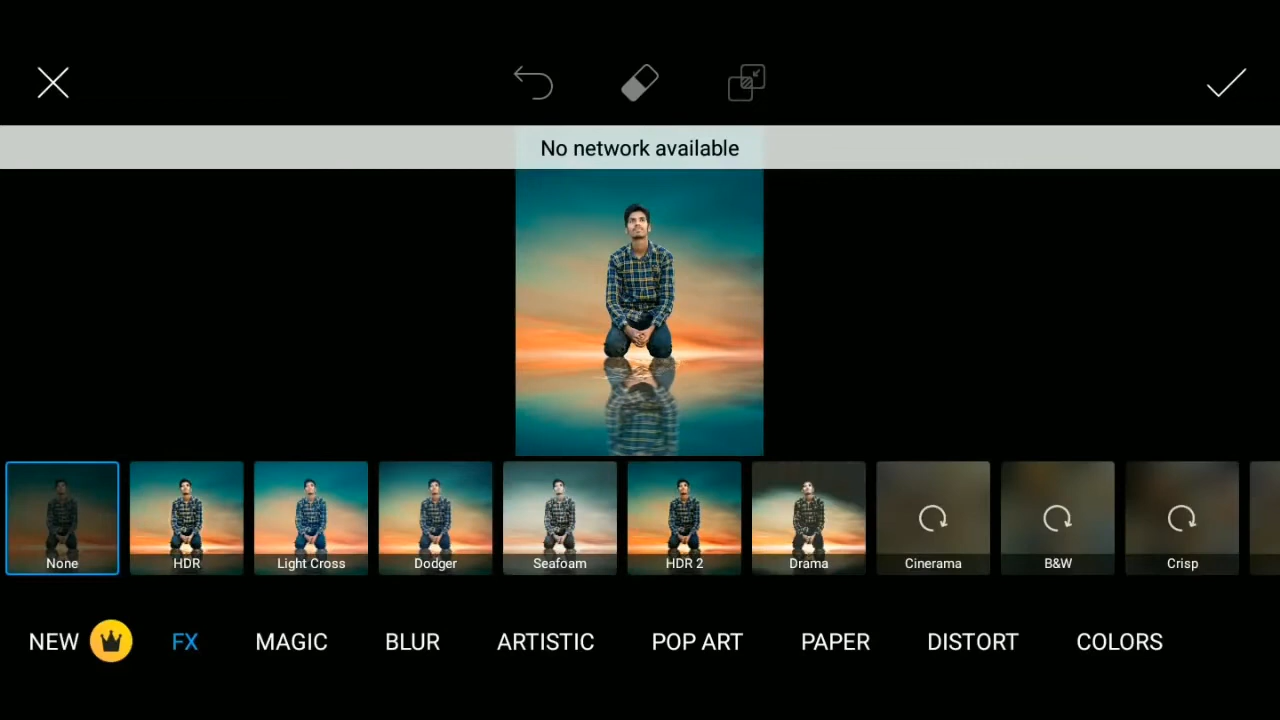 No network available
None HDR Light Cross Dodger Seafoam HDR 2 Drama Cinerama B&W Crisp
NEW FX MAGIC BLUR ARTISTIC POP ART PAPER DISTORT COLORS